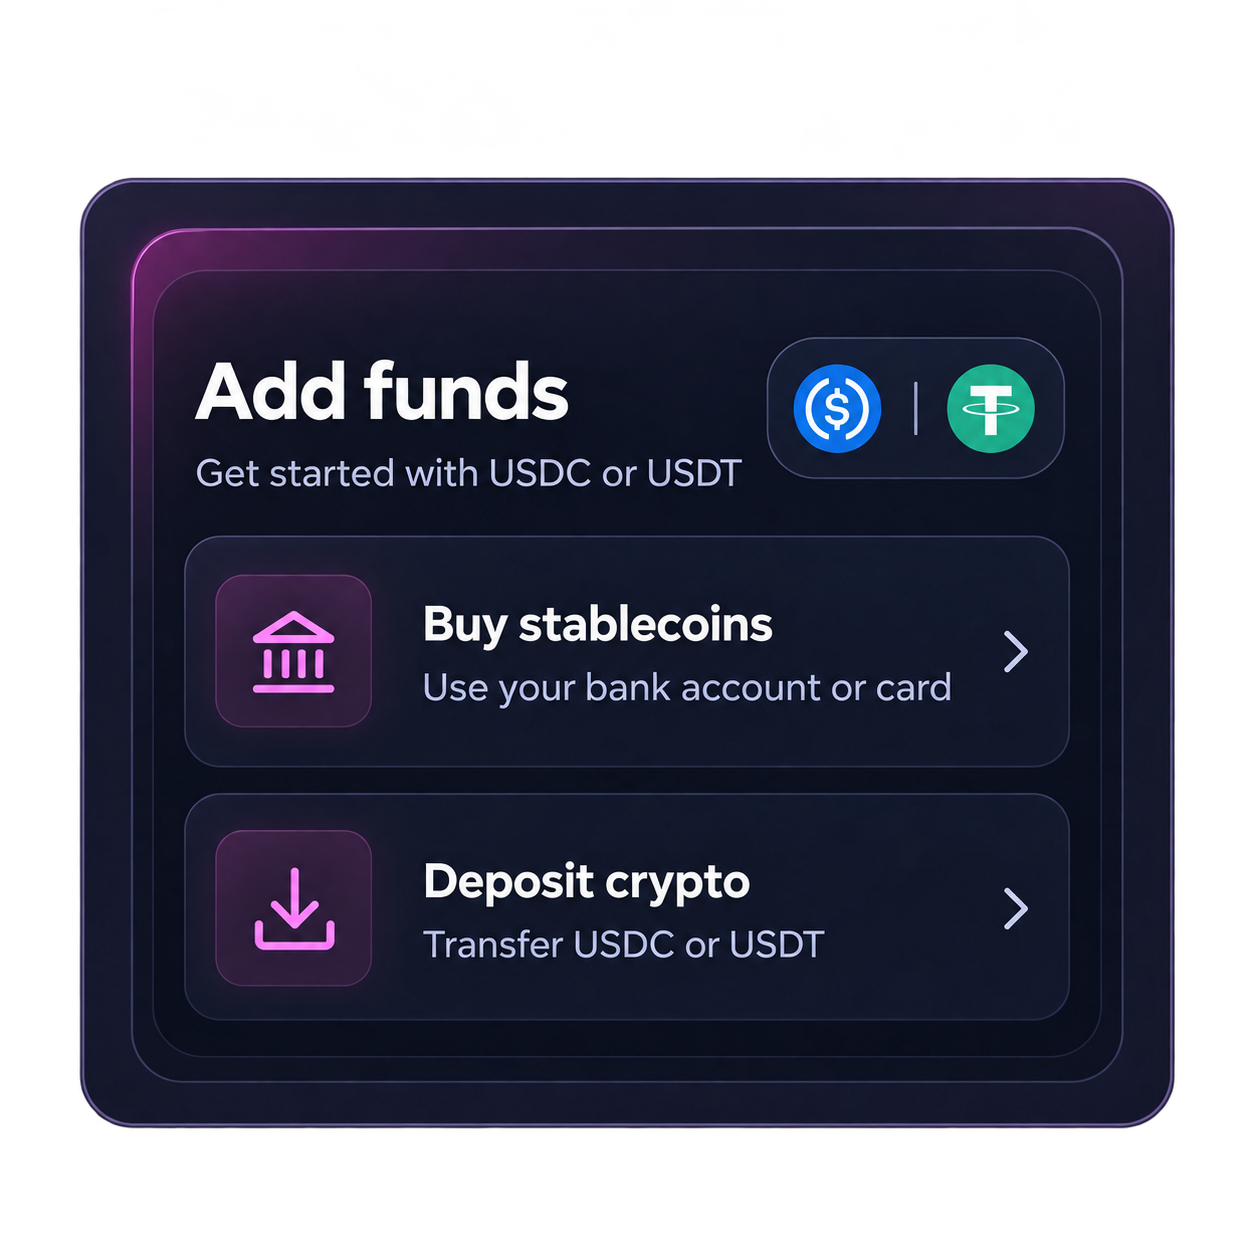 Add funds
Get started with USDC or USDT
Buy stablecoins
Use your bank account or card
Deposit crypto
Transfer USDC or USDT